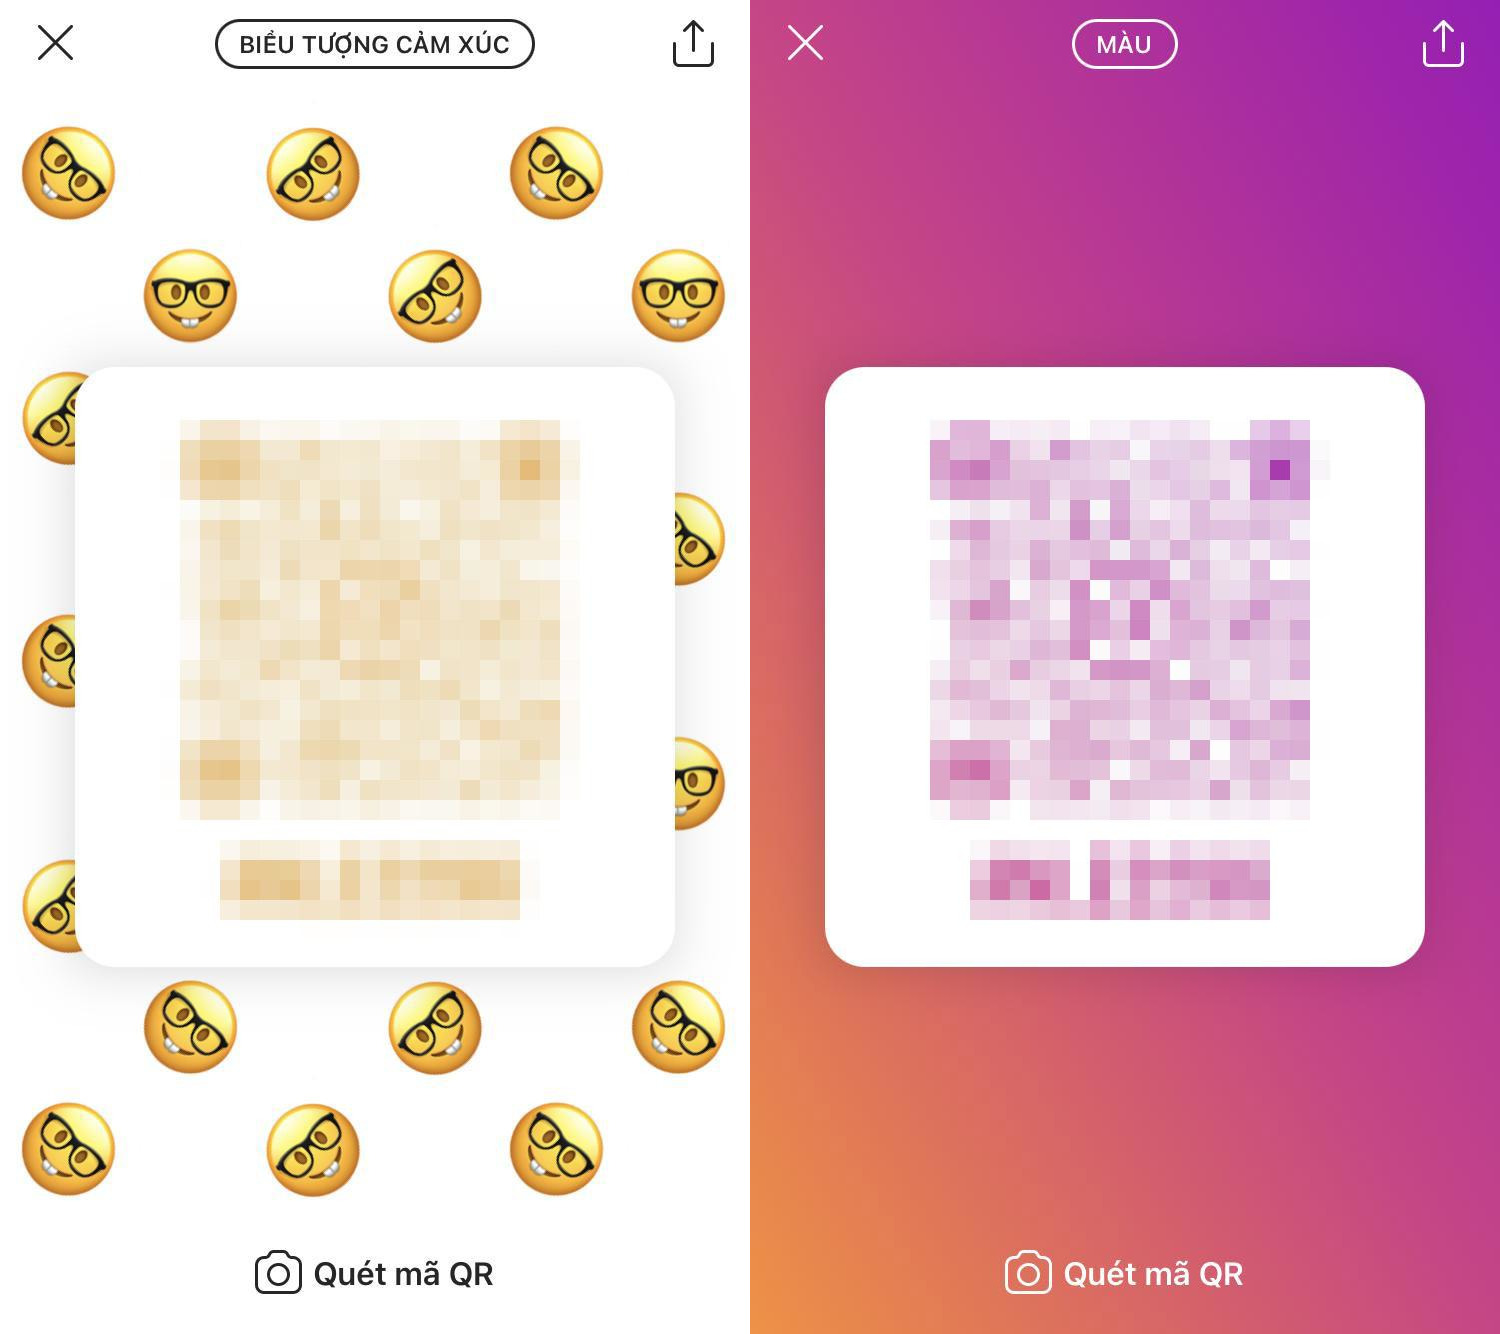 BIỂU TƯỢNG CẢM XÚC
Quét mã QR
MÀU
Quét mã QR